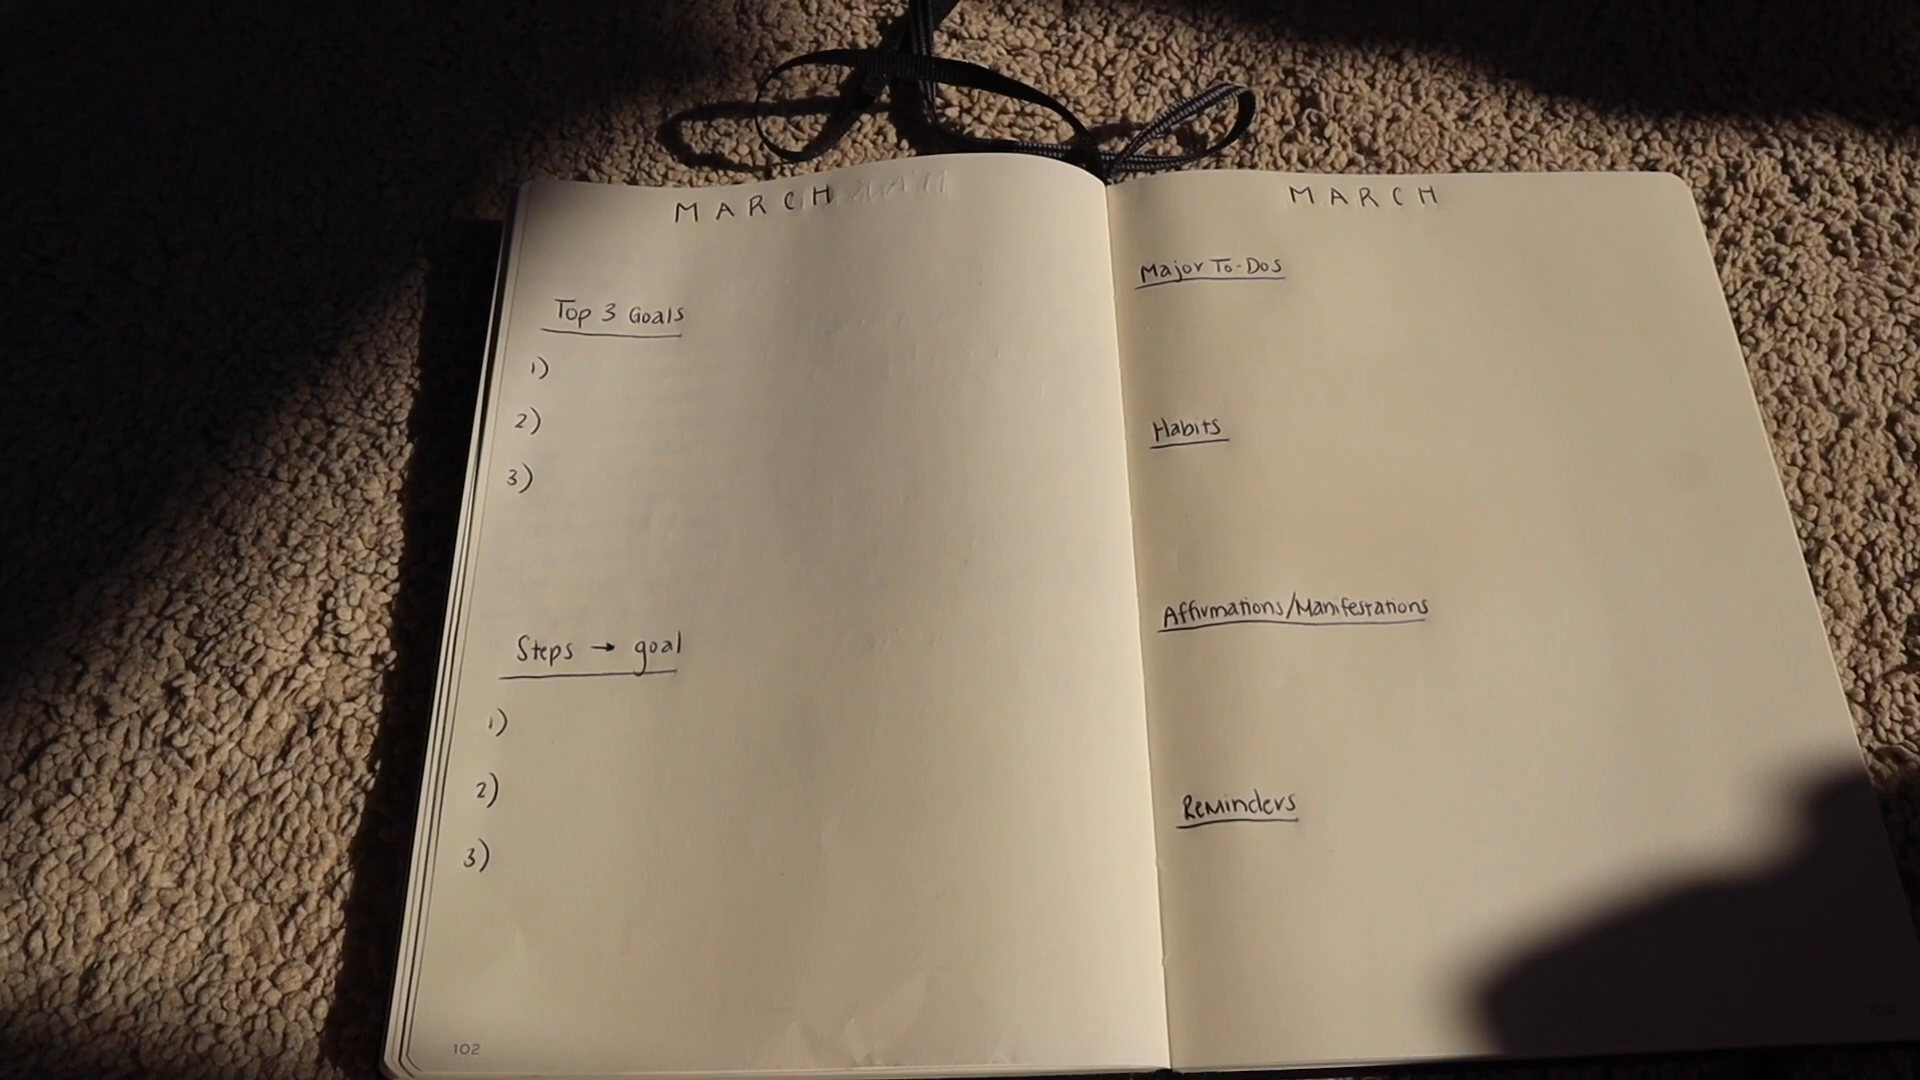 MARCH
Top 3 Goals
1)
2)
3)
Steps → goal
1)
2)
3)
102
MARCH
Major To-Dos
Habits
Affirmations/Manifestations
Reminders